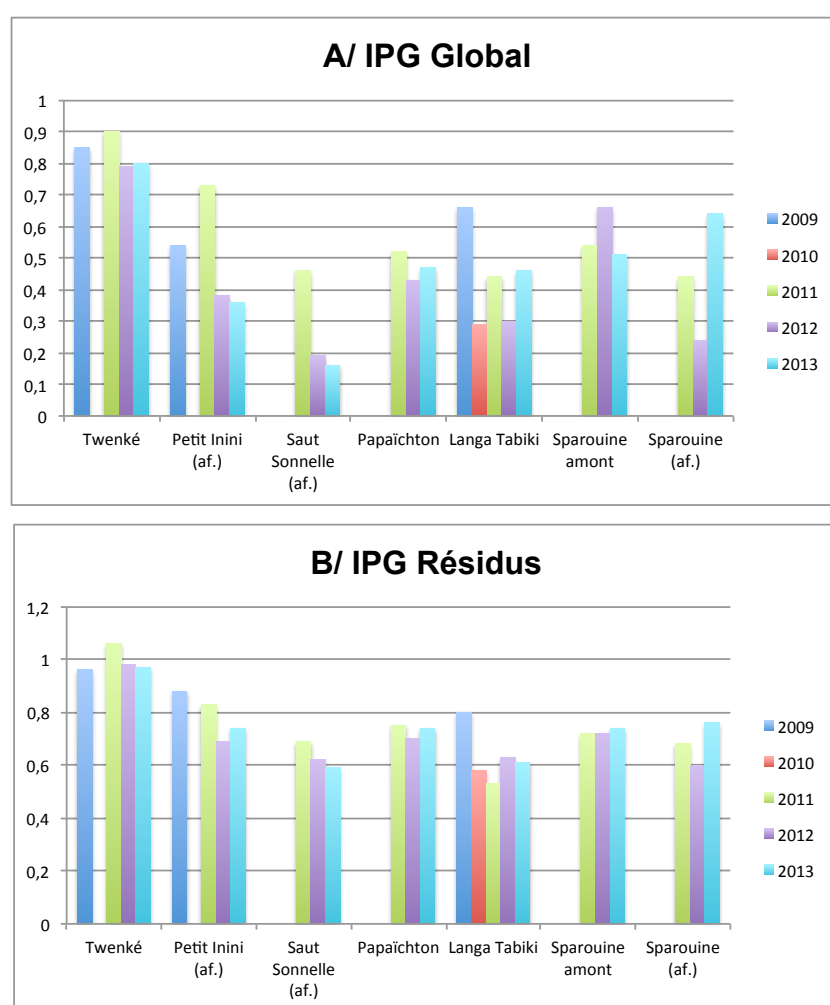 A/ IPG Global
1
0,9
0,8
0,7
0,6
0,5
0,4
0,3
0,2
0,1
0
Twenké
Petit Inini
(af.)
Saut
Sonnelle
(af.)
Papaïchton
Langa Tabiki
Sparouine
amont
Sparouine
(af.)
2009
2010
2011
2012
2013
B/ IPG Résidus
1,2
1
0,8
0,6
0,4
0,2
0
Twenké
Petit Inini
(af.)
Saut
Sonnelle
(af.)
Papaïchton
Langa Tabiki
Sparouine
amont
Sparouine
(af.)
2009
2010
2011
2012
2013